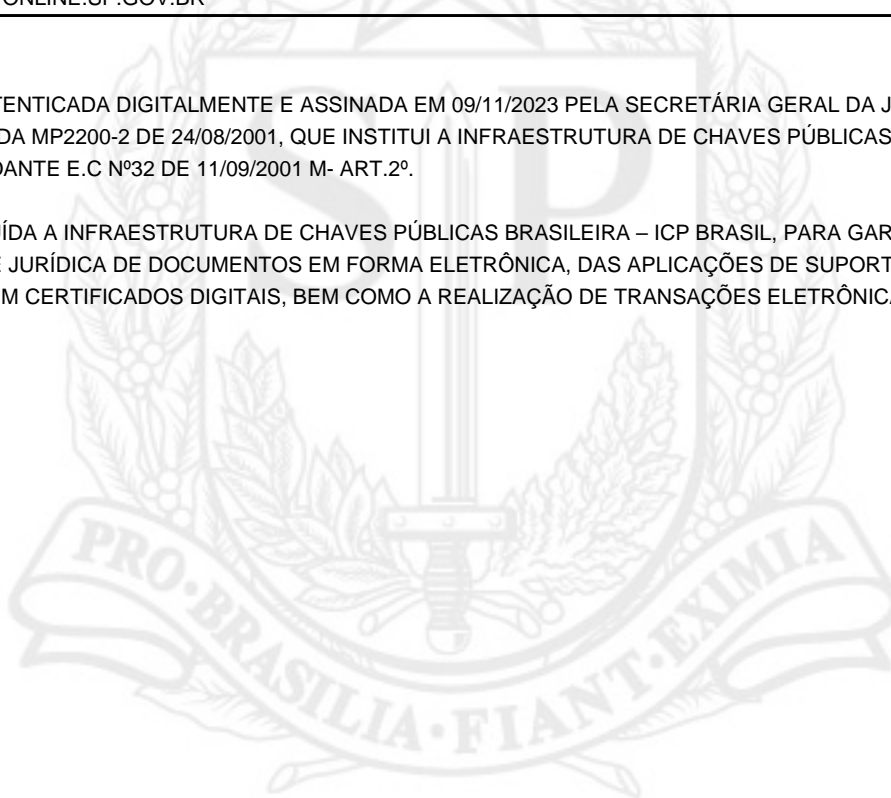 ONLINE.SP.GOV.BR
TENTICADA DIGITALMENTE E ASSINADA EM 09/11/2023 PELA SECRETÁRIA GERAL DA J
DA MP2200-2 DE 24/08/2001, QUE INSTITUI A INFRAESTRUTURA DE CHAVES PÚBLICAS
DANTE E.C Nº32 DE 11/09/2001 M- ART.2º.
ÍDA A INFRAESTRUTURA DE CHAVES PÚBLICAS BRASILEIRA – ICP BRASIL, PARA GAR
E JURÍDICA DE DOCUMENTOS EM FORMA ELETRÔNICA, DAS APLICAÇÕES DE SUPORT
M CERTIFICADOS DIGITAIS, BEM COMO A REALIZAÇÃO DE TRANSAÇÕES ELETRÔNICA
SP
PRO·BRASILIA·FIANT·EXIMIA